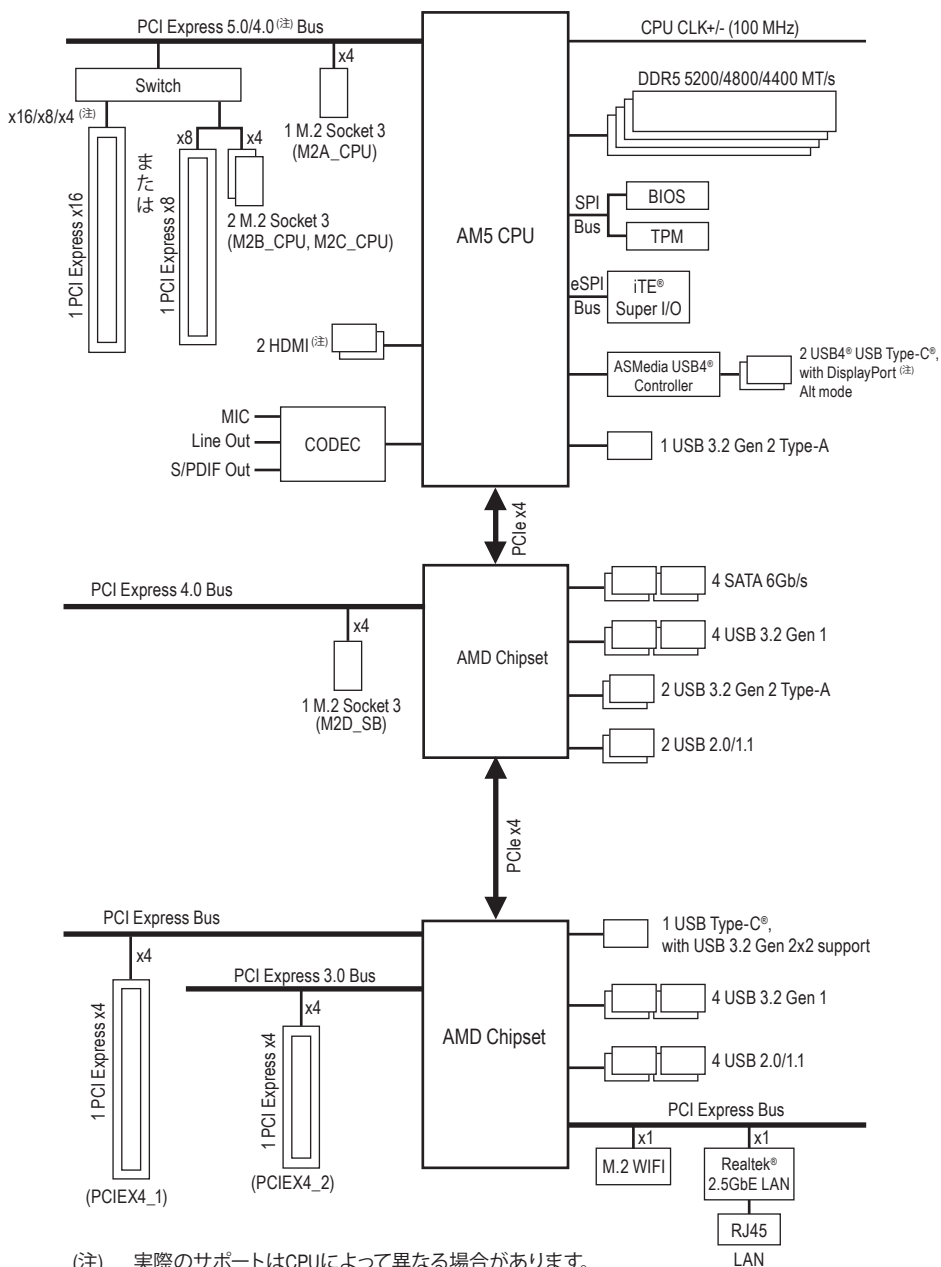 PCI Express 5.0/4.0 (注) Bus
CPU CLK+/- (100 MHz)
x4
Switch
DDR5 5200/4800/4400 MT/s
x16/x8/x4 (注)
1 M.2 Socket 3
(M2A_CPU)
x8
x4
または
1 PCI Express x16
1 PCI Express x8
2 M.2 Socket 3
(M2B_CPU, M2C_CPU)
AM5 CPU
SPI
Bus
BIOS
TPM
eSPI
Bus
iTE®
Super I/O
2 HDMI (注)
ASMedia USB4®
Controller
2 USB4® USB Type-C®,
with DisplayPort (注)
Alt mode
MIC
Line Out
S/PDIF Out
CODEC
1 USB 3.2 Gen 2 Type-A
PCIe x4
PCI Express 4.0 Bus
x4
1 M.2 Socket 3
(M2D_SB)
AMD Chipset
4 SATA 6Gb/s
4 USB 3.2 Gen 1
2 USB 3.2 Gen 2 Type-A
2 USB 2.0/1.1
PCIe x4
PCI Express Bus
x4
1 PCI Express x4
(PCIEX4_1)
PCI Express 3.0 Bus
x4
1 PCI Express x4
(PCIEX4_2)
AMD Chipset
1 USB Type-C®,
with USB 3.2 Gen 2x2 support
4 USB 3.2 Gen 1
4 USB 2.0/1.1
PCI Express Bus
x1
x1
M.2 WIFI
Realtek®
2.5GbE LAN
RJ45
LAN
(注) 実際のサポートはCPUによって異なる場合があります。